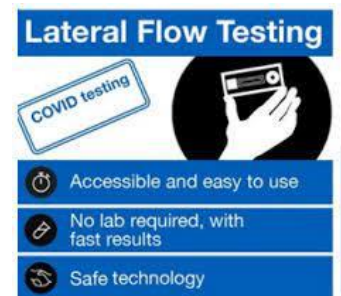 Lateral Flow Testing
COVID testing
Accessible and easy to use
No lab required, with
fast results
Safe technology